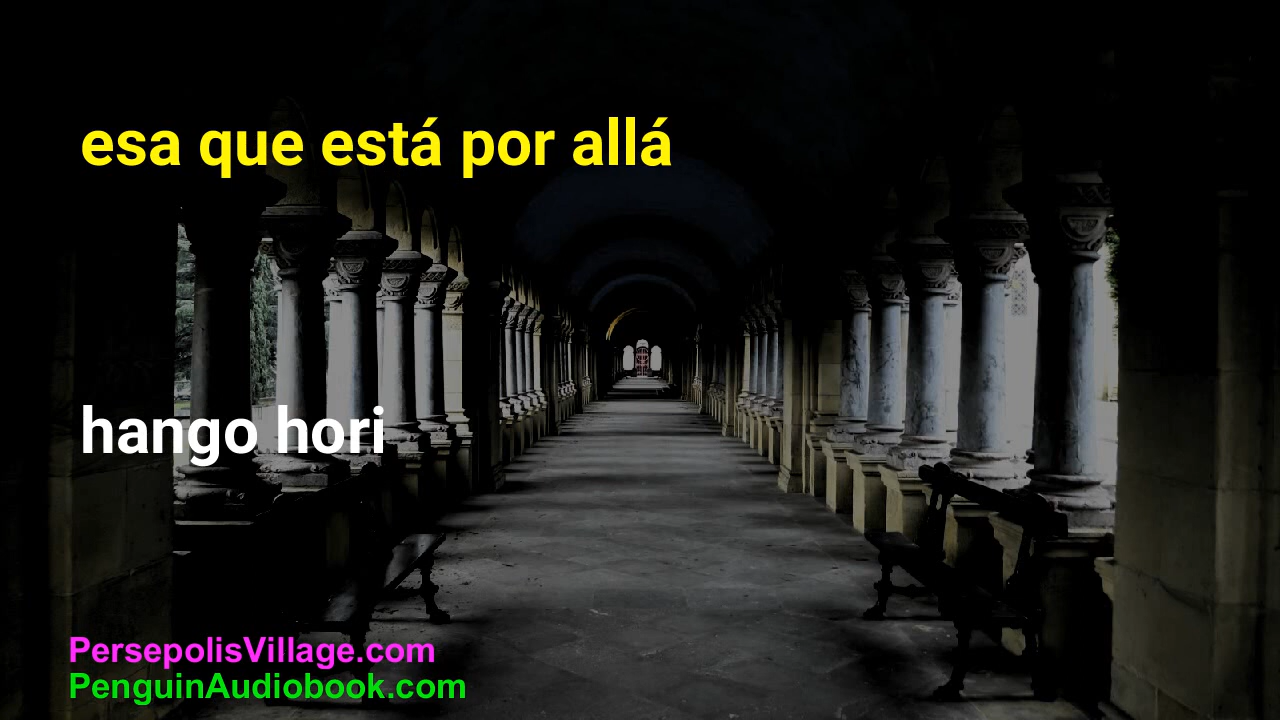 esa que está por allá
hango hori
PersepolisVillage.com
PenguinAudiobook.com